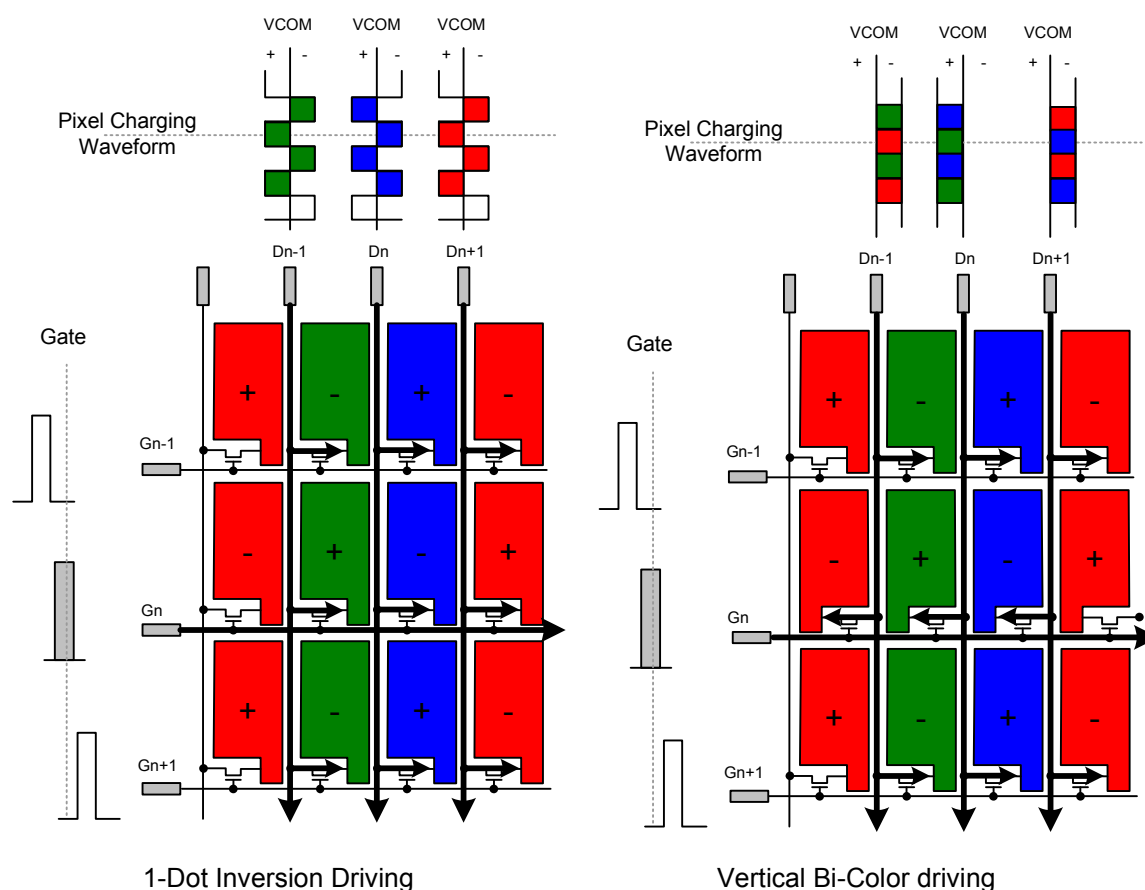 VCOM VCOM VCOM
+ - + - + -
Pixel Charging
Waveform
Dn-1 Dn Dn+1
Gate
+ - + -
Gn-1
- + - +
Gn
+ - + -
Gn+1
1-Dot Inversion Driving
VCOM VCOM VCOM
+ - + - + -
Pixel Charging
Waveform
Dn-1 Dn Dn+1
Gate
+ - + -
Gn-1
- + - +
Gn
+ - + -
Gn+1
Vertical Bi-Color driving